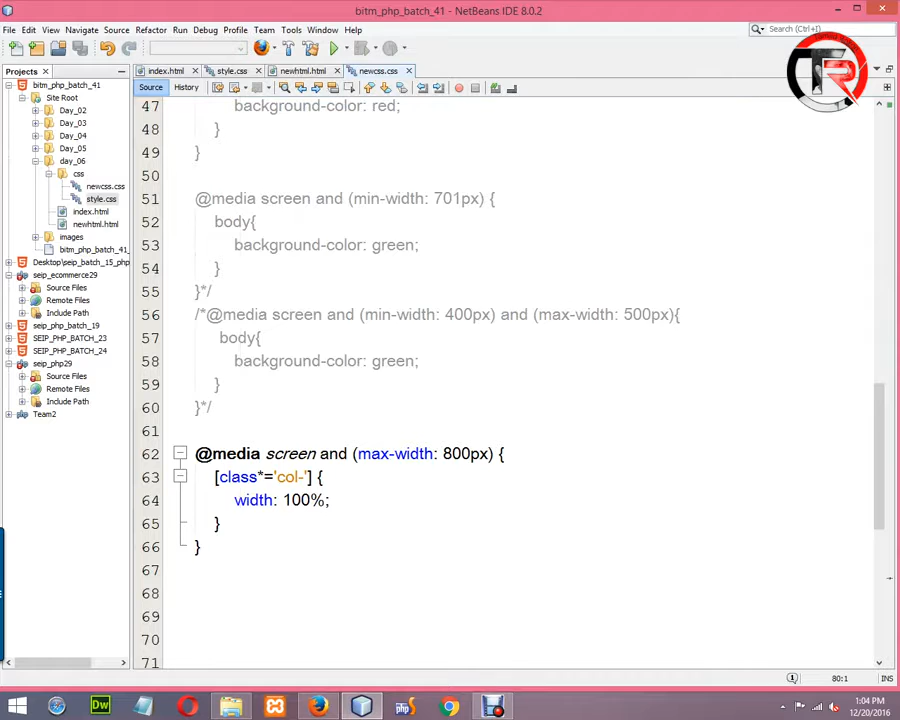 bitm_php_batch_41 - NetBeans IDE 8.0.2
File Edit View Navigate Source Refactor Run Debug Profile Team Tools Window Help
Search (Ctrl+I)
Projects
index.html
style.css
newhtml.html
newcss.css
Source History
bitm_php_batch_41
Site Root
Day_02
Day_03
Day_04
Day_05
day_06
css
newcss.css
style.css
index.html
newhtml.html
images
bitm_php_batch_41_
Desktop\seip_batch_15_php
seip_ecommerce29
Source Files
Remote Files
Include Path
seip_php_batch_19
SEIP_PHP_BATCH_23
SEIP_PHP_BATCH_24
seip_php29
Source Files
Remote Files
Include Path
Team2
47 background-color: red;
48 }
49 }
50
51 @media screen and (min-width: 701px) {
52 body{
53 background-color: green;
54 }
55 }*/
56 /*@media screen and (min-width: 400px) and (max-width: 500px){
57 body{
58 background-color: green;
59 }
60 }*/
61
62 @media screen and (max-width: 800px) {
63 [class*='col-'] {
64 width: 100%;
65 }
66 }
67
68
69
70
71
80:1 INS
Dw
php
1:04 PM
12/20/2016